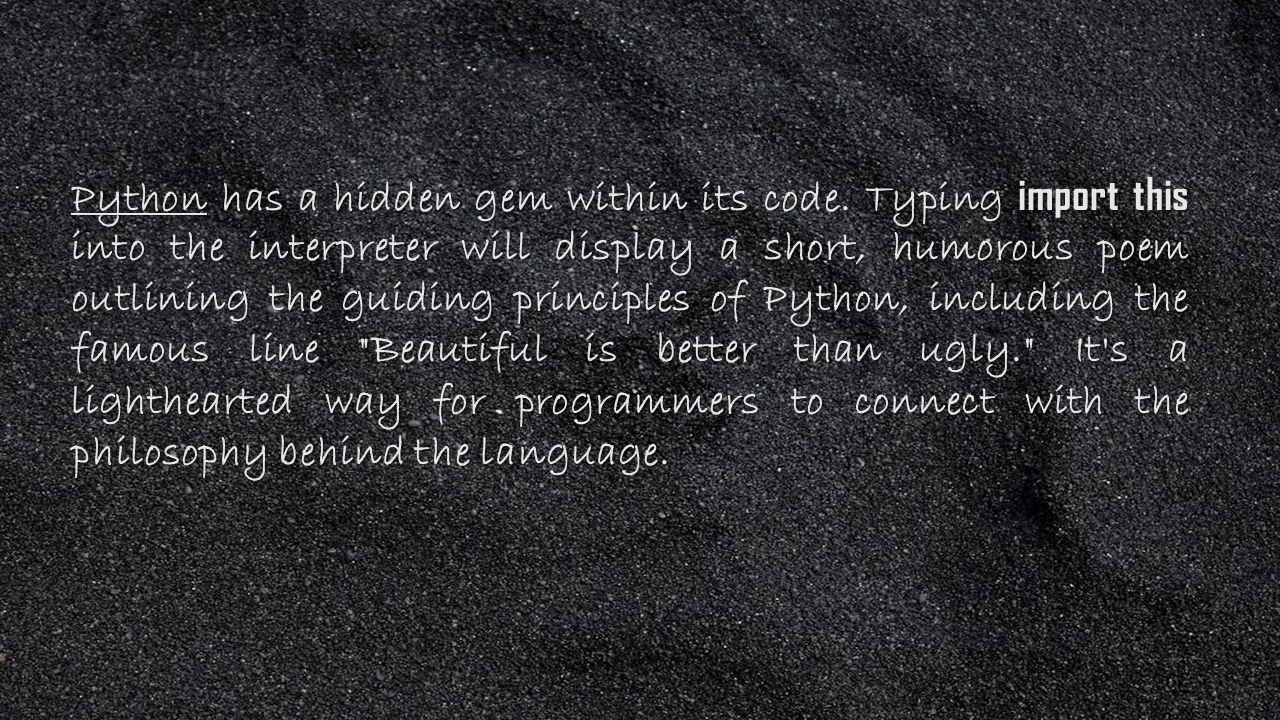 Python has a hidden gem within its code. Typing import this
into the interpreter will display a short, humorous poem
outlining the guiding principles of Python, including the
famous line "Beautiful is better than ugly." It's a
lighthearted way for programmers to connect with the
philosophy behind the language.